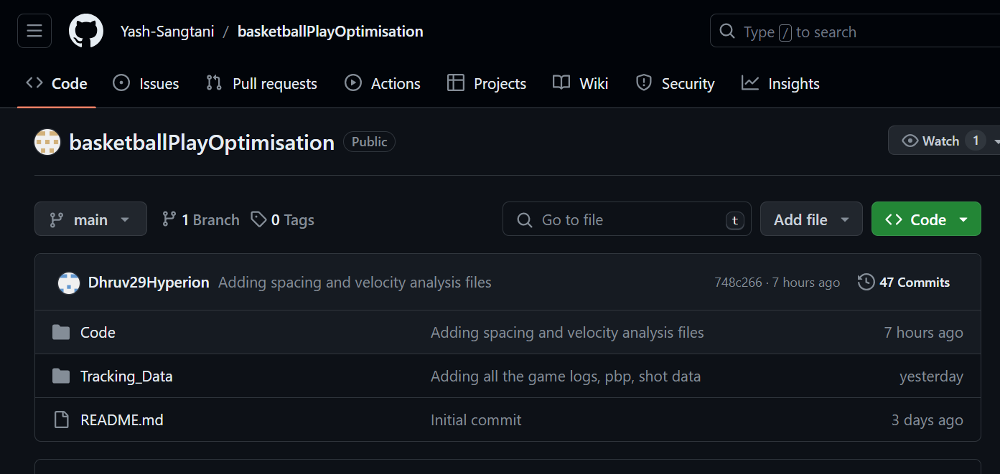 Yash-Sangtani / basketballPlayOptimisation
Type / to search
Code Issues Pull requests Actions Projects Wiki Security Insights
basketballPlayOptimisation Public
Watch 1
main 1 Branch 0 Tags
Go to file t
Add file
Code
Dhruv29Hyperion Adding spacing and velocity analysis files 748c266 · 7 hours ago 47 Commits
Code Adding spacing and velocity analysis files 7 hours ago
Tracking_Data Adding all the game logs, pbp, shot data yesterday
README.md Initial commit 3 days ago